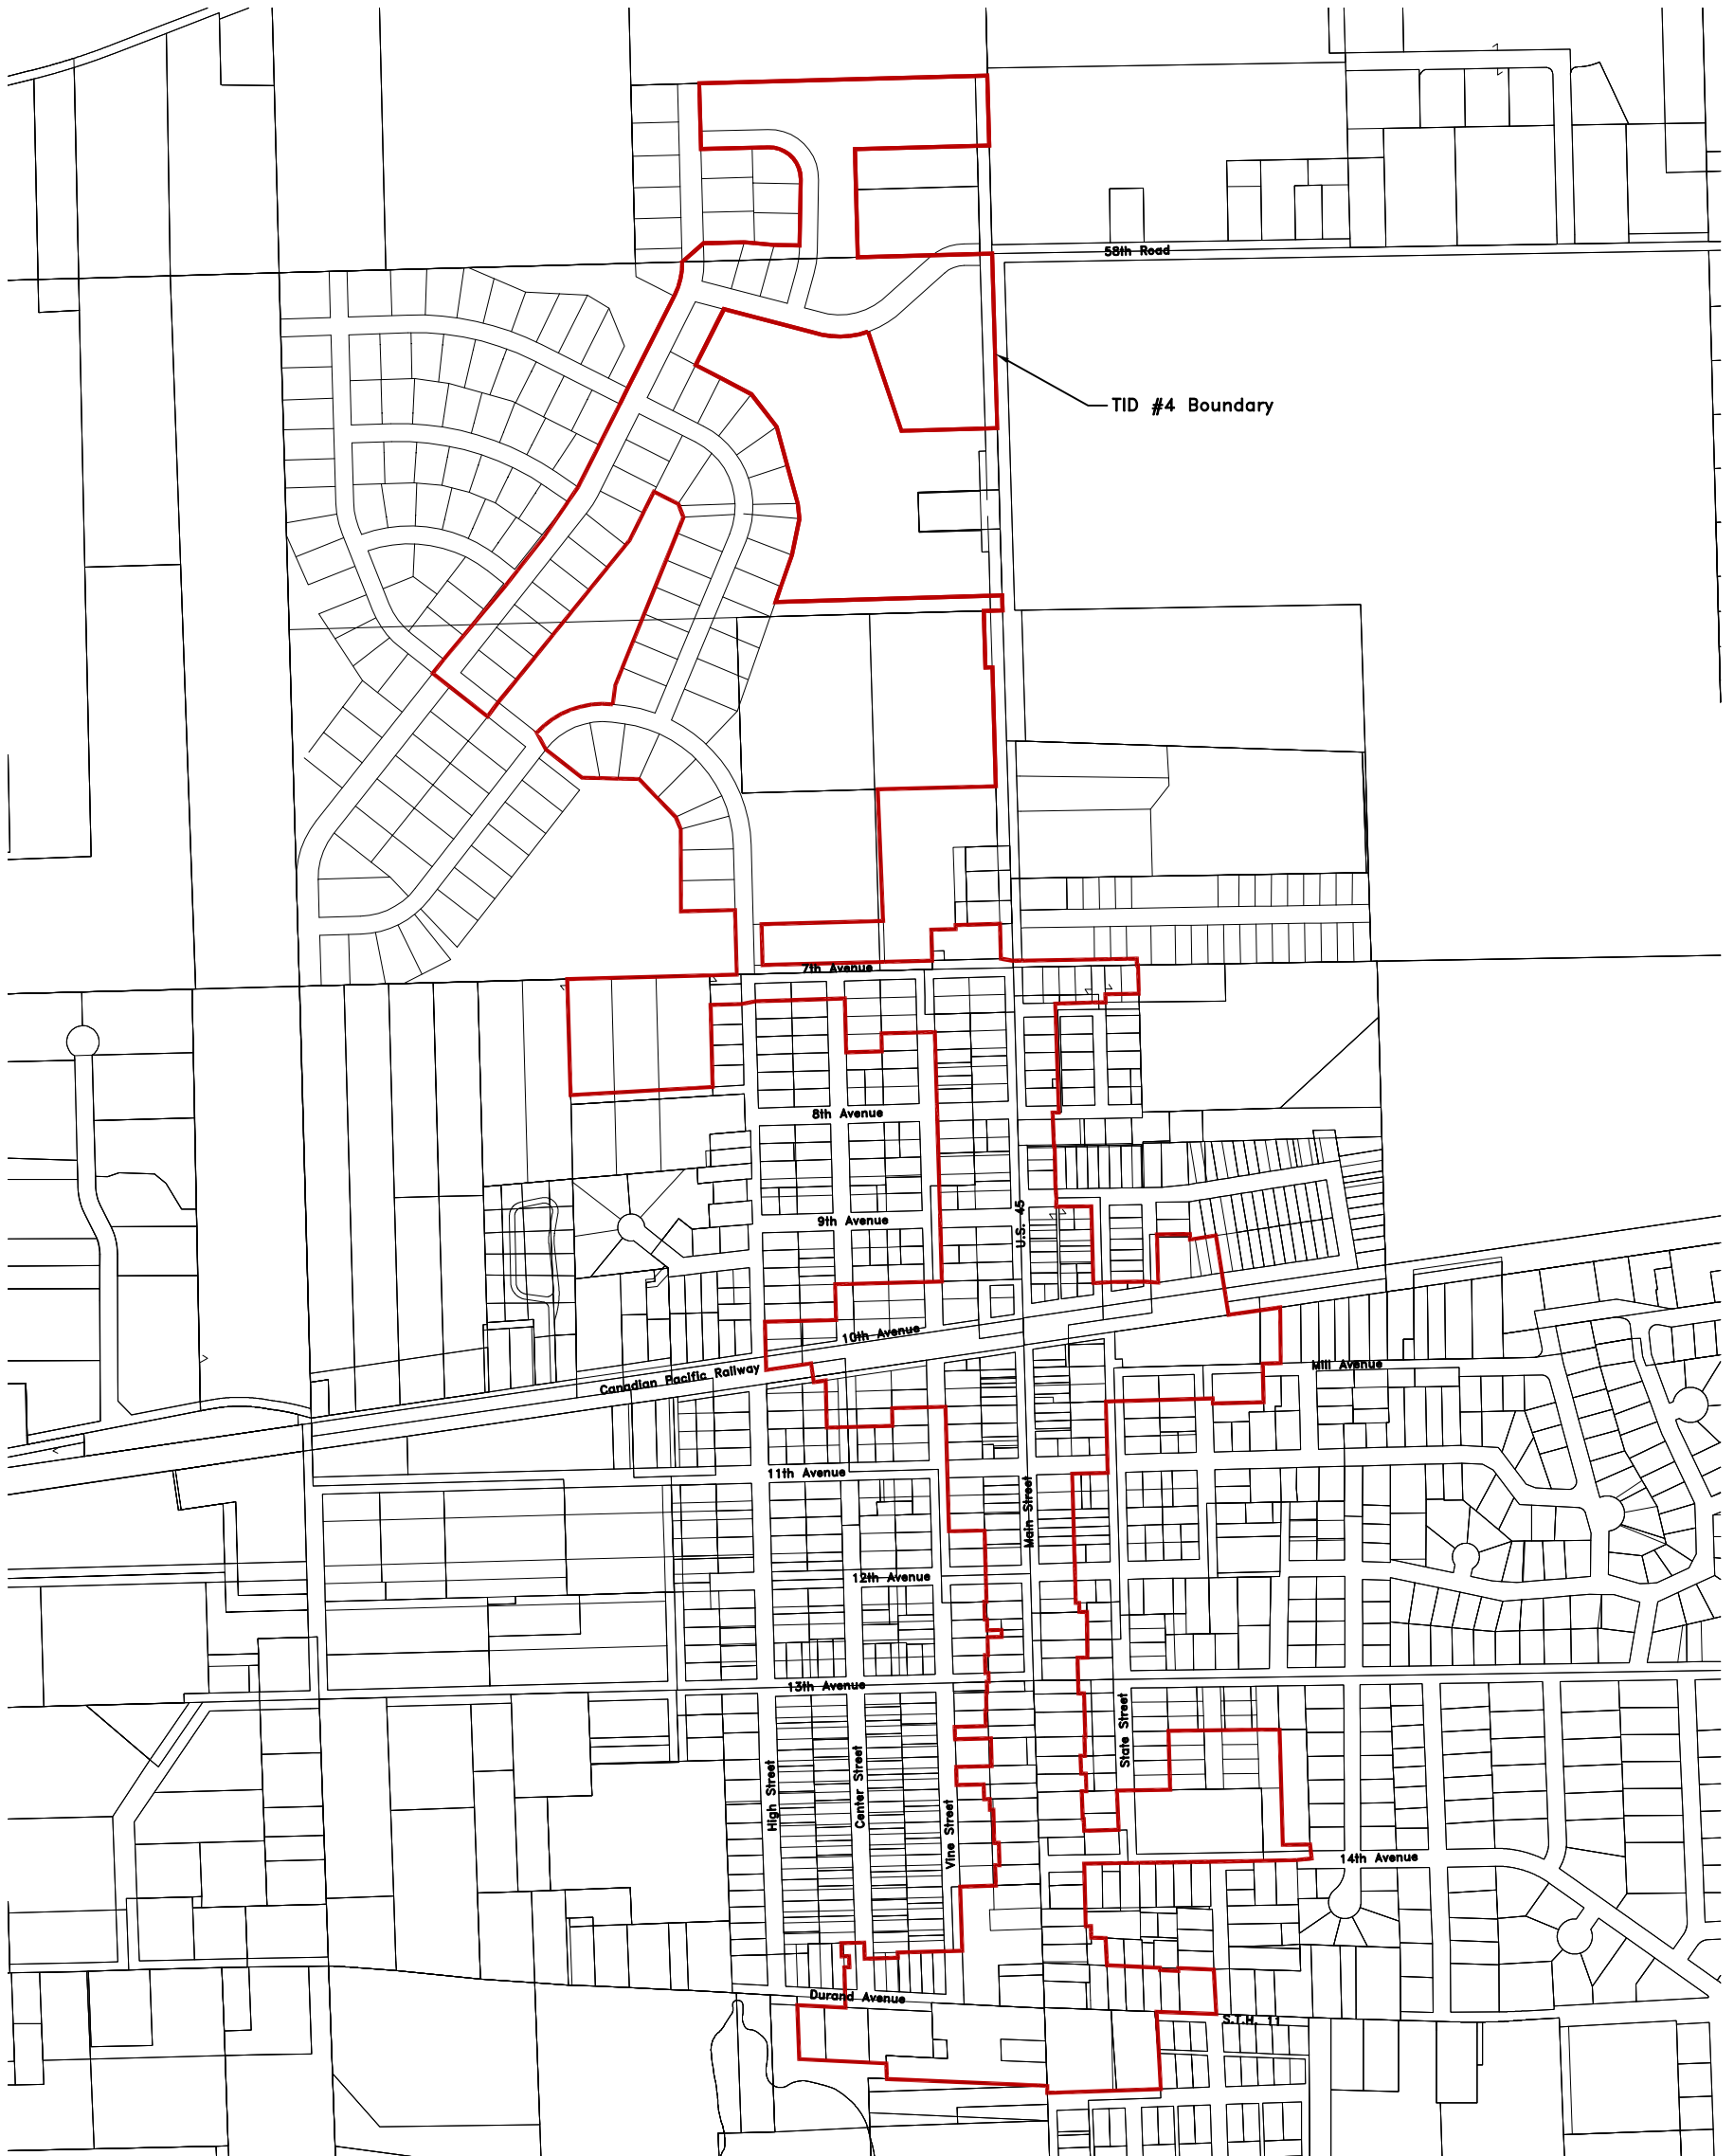 58th Road
TID #4 Boundary
7th Avenue
8th Avenue
9th Avenue
U.S. 45
10th Avenue
Canadian Pacific Railway
Mill Avenue
11th Avenue
Main Street
12th Avenue
13th Avenue
State Street
High Street
Center Street
Vine Street
14th Avenue
Durand Avenue
S.T.H. 11